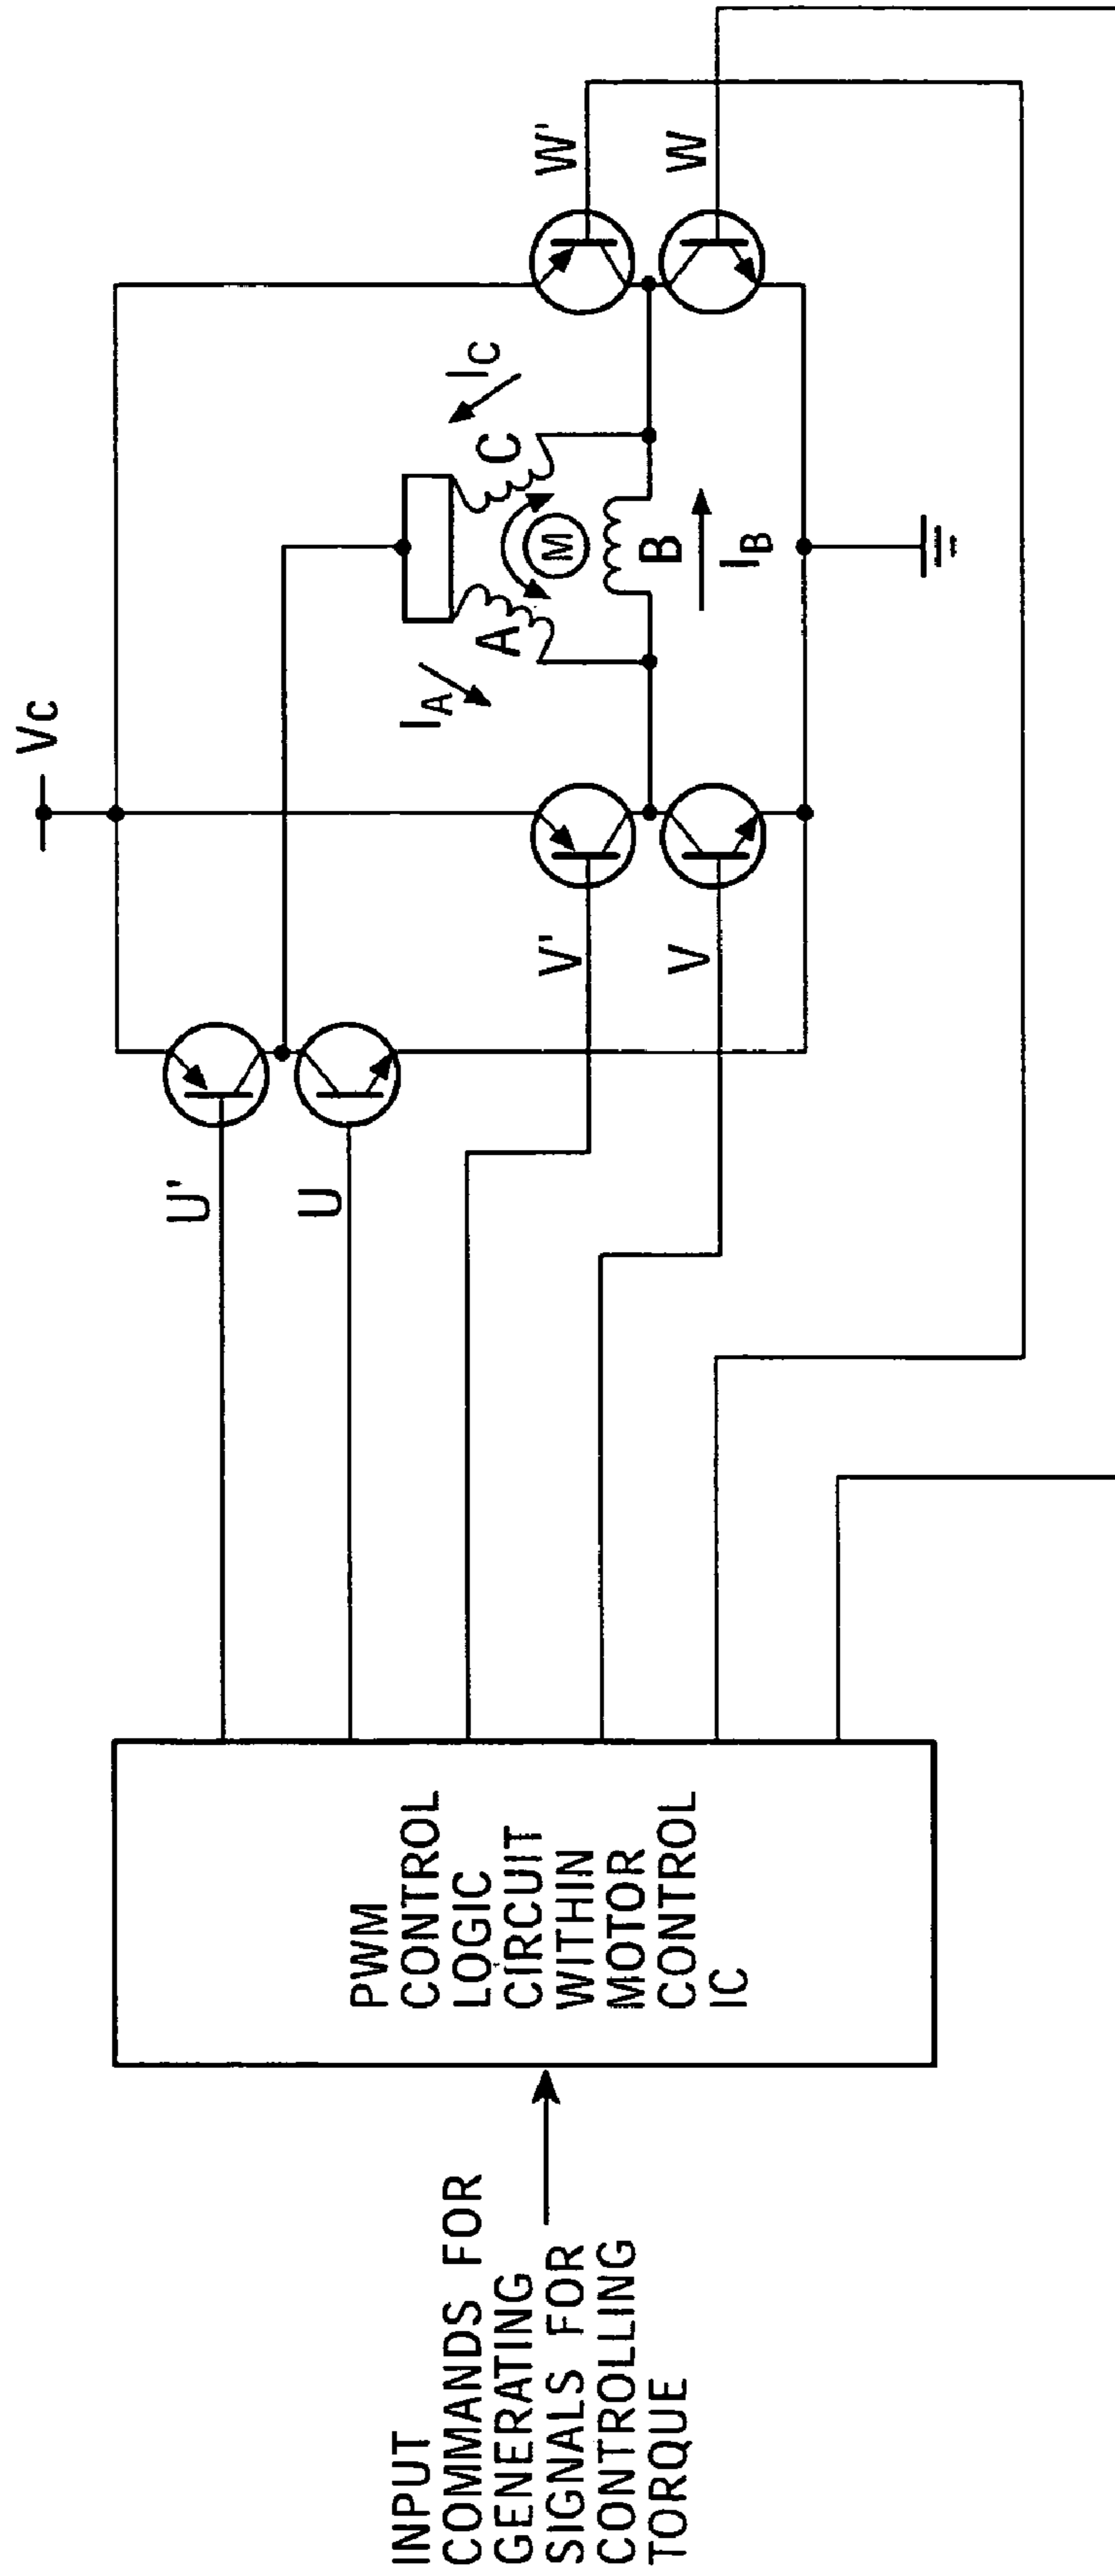 INPUT
COMMANDS FOR
GENERATING
SIGNALS FOR
CONTROLLING
TORQUE
PWM
CONTROL
LOGIC
CIRCUIT
WITHIN
MOTOR
CONTROL
IC
U'
U
V'
V
Vc
IA
A
M
B
IB
C
IC
W'
W